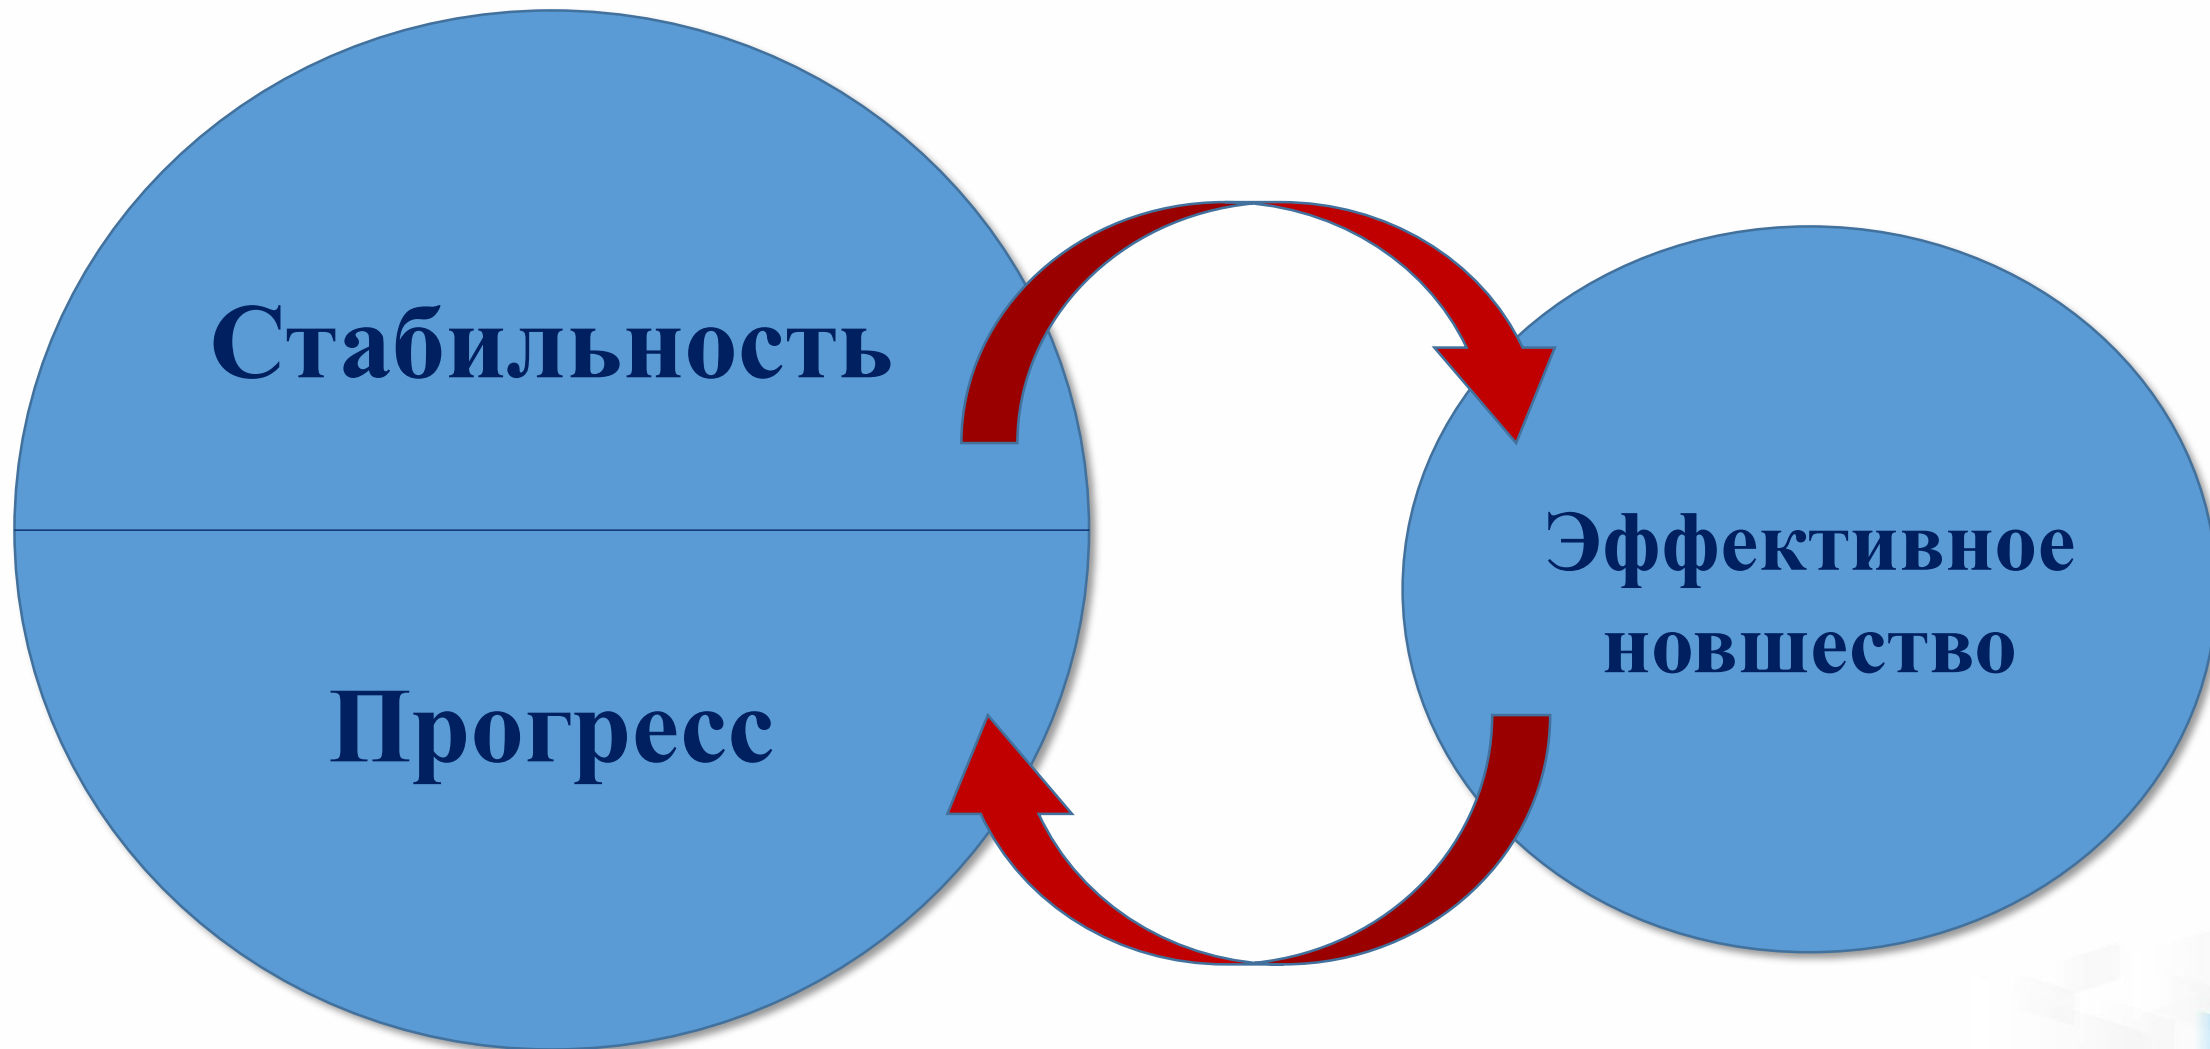 Стабильность
Прогресс
Эффективное
новшество